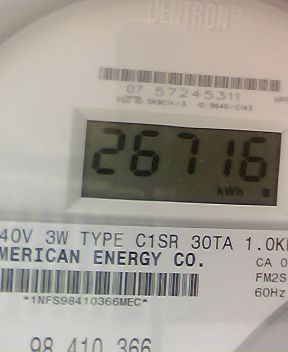 CENTRON®
07 57245311
26716
kWh
40V 3W TYPE C1SR 30TA 1.0K
MERICAN ENERGY CO.
CA 0
FM2S
60Hz
*1NFS98410366MEC*
98 410 366